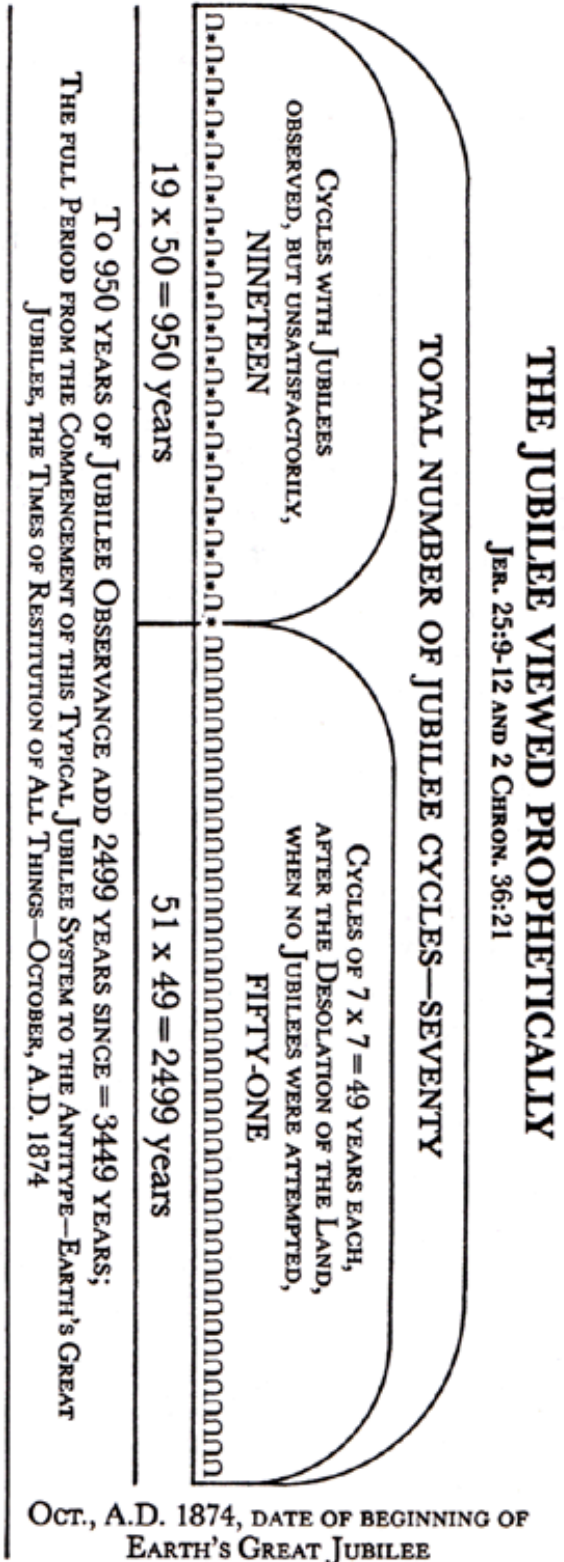 THE JUBILEE VIEWED PROPHETICALLY
JER. 25:9-12 AND 2 CHRON. 36:21
TOTAL NUMBER OF JUBILEE CYCLES—SEVENTY
CYCLES WITH JUBILEES
OBSERVED, BUT UNSATISFACTORILY,
NINETEEN
CYCLES OF 7 x 7=49 YEARS EACH,
AFTER THE DESOLATION OF THE LAND,
WHEN NO JUBILEES WERE ATTEMPTED,
FIFTY-ONE
19 x 50=950 years
51 x 49=2499 years
TO 950 YEARS OF JUBILEE OBSERVANCE ADD 2499 YEARS SINCE = 3449 YEARS;
THE FULL PERIOD FROM THE COMMENCEMENT OF THIS TYPICAL JUBILEE SYSTEM TO THE ANTITYPE—EARTH'S GREAT
JUBILEE, THE TIMES OF RESTITUTION OF ALL THINGS—OCTOBER, A.D. 1874
OCT., A.D. 1874, DATE OF BEGINNING OF
EARTH'S GREAT JUBILEE